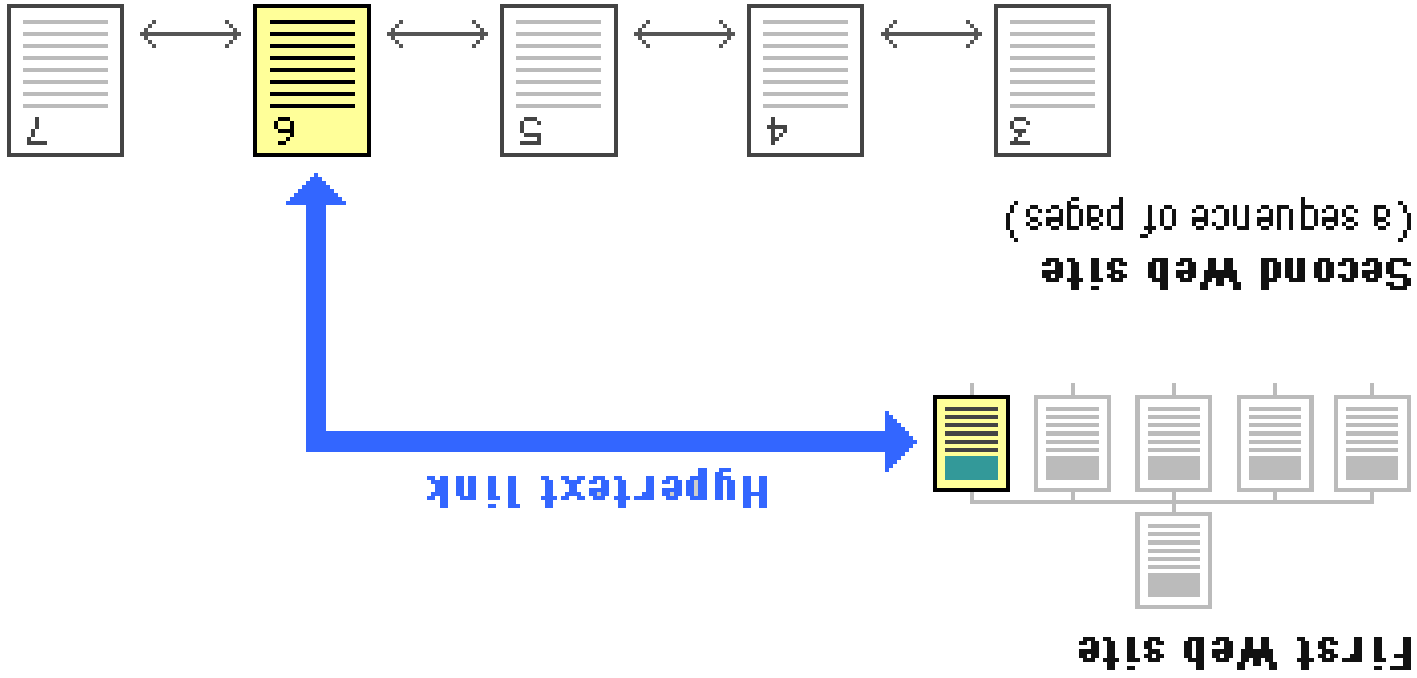 First Web site
Hypertext link
Second Web site
(a sequence of pages)
3
4
5
6
7